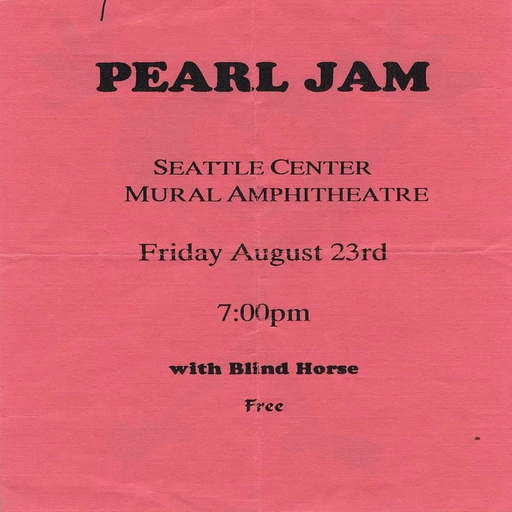 PEARL JAM
SEATTLE CENTER
MURAL AMPHITHEATRE
Friday August 23rd
7:00pm
with Blind Horse
Free